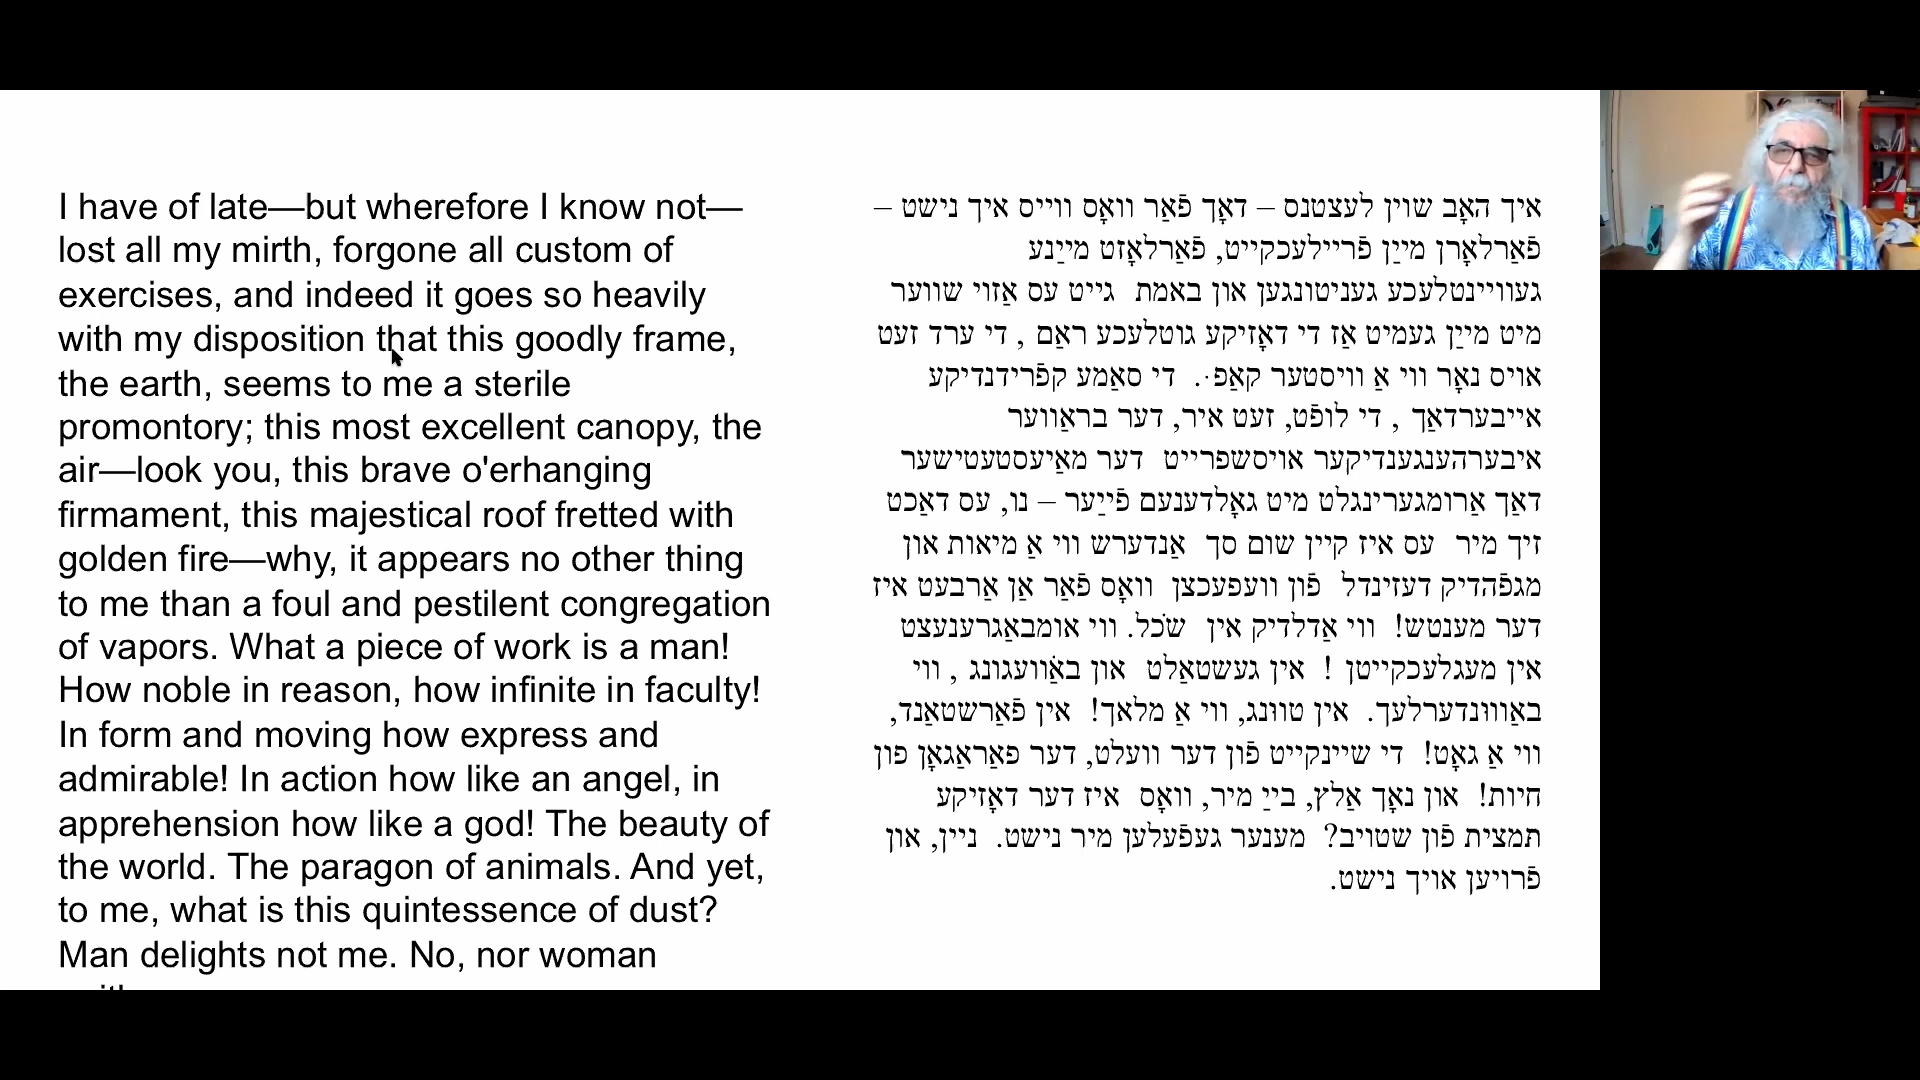 I have of late—but wherefore I know not—
lost all my mirth, forgone all custom of
exercises, and indeed it goes so heavily
with my disposition that this goodly frame,
the earth, seems to me a sterile
promontory; this most excellent canopy, the
air—look you, this brave o'erhanging
firmament, this majestical roof fretted with
golden fire—why, it appears no other thing
to me than a foul and pestilent congregation
of vapors. What a piece of work is a man!
How noble in reason, how infinite in faculty!
In form and moving how express and
admirable! In action how like an angel, in
apprehension how like a god! The beauty of
the world. The paragon of animals. And yet,
to me, what is this quintessence of dust?
Man delights not me. No, nor woman
איך האָב שוין לעצטנס – דאָך פֿאַר וואָס ווייס איך נישט –
פֿאַרלאָרן מייַן פֿריילעכקייט, פֿאַרלאָזט מייַנע
געוויינטלעכע געניטונגען און באמת גייט עס אַזוי שווער
מיט מייַן געמיט אַז די דאָזיקע גוטלעכע ראַם , די ערד זעט
אויס נאָר ווי אַ וויסטער קאַפּ. די סאַמע קפֿרידנדיקע
אייבערדאַך , די לופֿט, זעט איר, דער בראַווער
איבערהענגענדיקער אויסשפּרייט דער מאַיעסטעטישער
דאַך אַרומגערינגלט מיט גאָלדענעם פֿייַער – נו, עס דאַכט
זיך מיר עס איז קיין שום סך אַנדערש ווי אַ מיאות און
מגפֿהדיק דעזינדל פֿון וועפּעכצן וואָס פֿאַר אַן אַרבעט איז
דער מענטש! ווי אַדלדיק אין שׂכל. ווי אומבאַגרענעצט
אין מעגלעכקייטן ! אין געשטאַלט און באַוועגונג , ווי
באַוווּנדערלעך. אין טוּוּנג, ווי אַ מלאך! אין פֿאַרשטאַנד,
ווי אַ גאָט! די שיינקייט פֿון דער וועלט, דער פּאַראַגאָן פון
חיות! און נאָך אַלץ, בייַ מיר, וואָס איז דער דאָזיקע
תמצית פֿון שטויב? מענער געפֿעלען מיר נישט. ניין, און
פֿרויען אויך נישט.